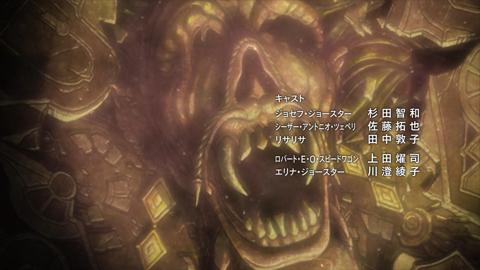 キャスト
ジョセフ・ジョースター 杉田智和
シーザー・アントニオ・ツェペリ 佐藤拓也
リサリサ 田中敦子
ロバート・E・O・スピードワゴン 上田燿司
エリナ・ジョースター 川澄綾子